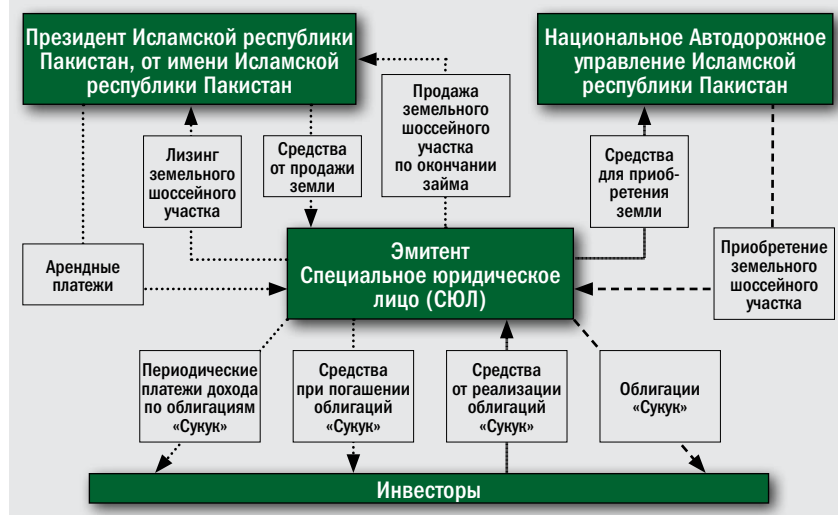 Президент Исламской республики
Пакистан, от имени Исламской
республики Пакистан
Национальное Автодорожное
управление Исламской
республики Пакистан
Лизинг
земельного
шоссейного
участка
Средства
от продажи
земли
Продажа
земельного
шоссейного
участка
по окончании
займа
Средства
для приоб-
ретения
земли
Арендные
платежи
Эмитент
Специальное юридическое
лицо (СЮЛ)
Приобретение
земельного
шоссейного
участка
Периодические
платежи дохода
по облигациям
«Сукук»
Средства
при погашении
облигаций
«Сукук»
Средства
от реализации
облигаций
«Сукук»
Облигации
«Сукук»
Инвесторы